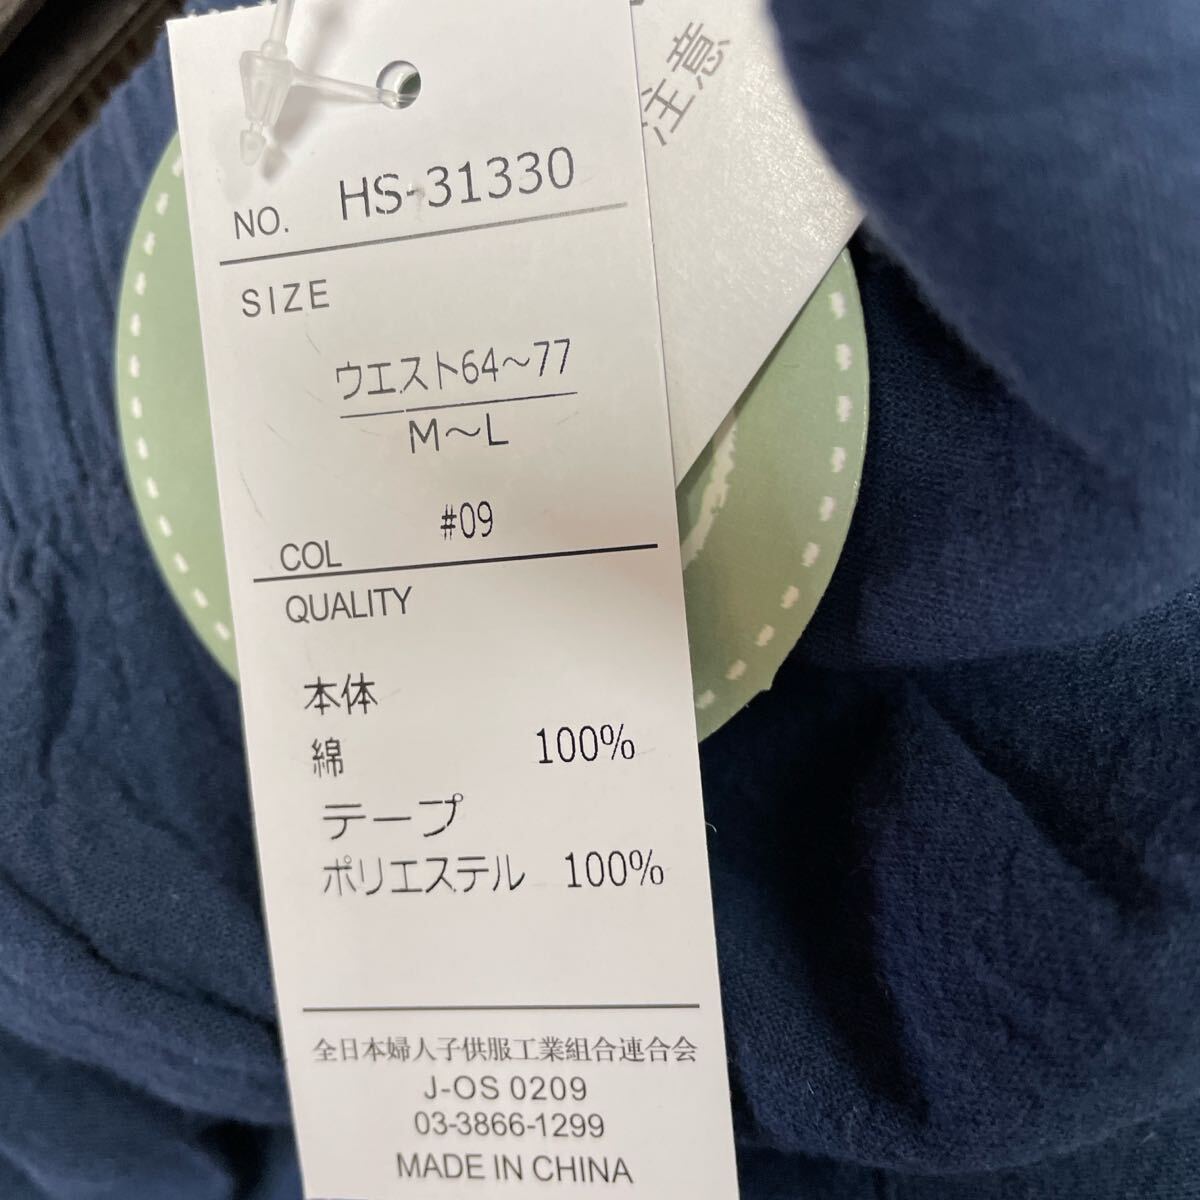 注意
NO. HS-31330
SIZE
ウエスト64～77
M～L
COL #09
QUALITY
本体
綿 100%
テープ
ポリエステル 100%
全日本婦人子供服工業組合連合会
J-OS 0209
03-3866-1299
MADE IN CHINA